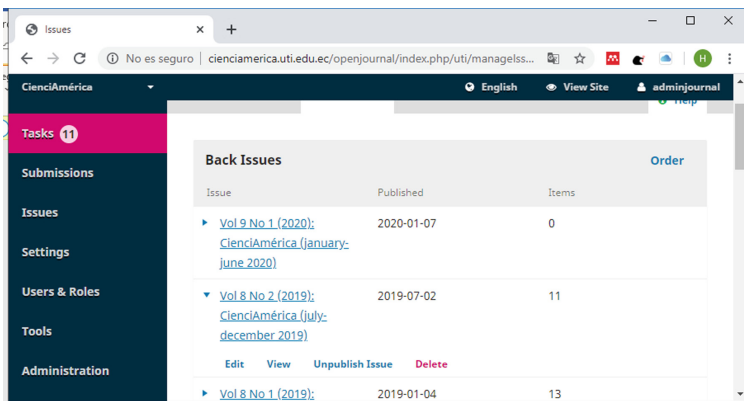 Issues
No es seguro | cienciamerica.uti.edu.ec/openjournal/index.php/uti/manageIss...
H
CienciAmérica
English
View Site
adminjournal
Help
Tasks 11
Submissions
Issues
Settings
Users & Roles
Tools
Administration
Back Issues
Order
Issue Published Items
Vol 9 No 1 (2020): 2020-01-07 0
CienciAmérica (january-
june 2020)
Vol 8 No 2 (2019): 2019-07-02 11
CienciAmérica (july-
december 2019)
Edit View Unpublish Issue Delete
Vol 8 No 1 (2019): 2019-01-04 13